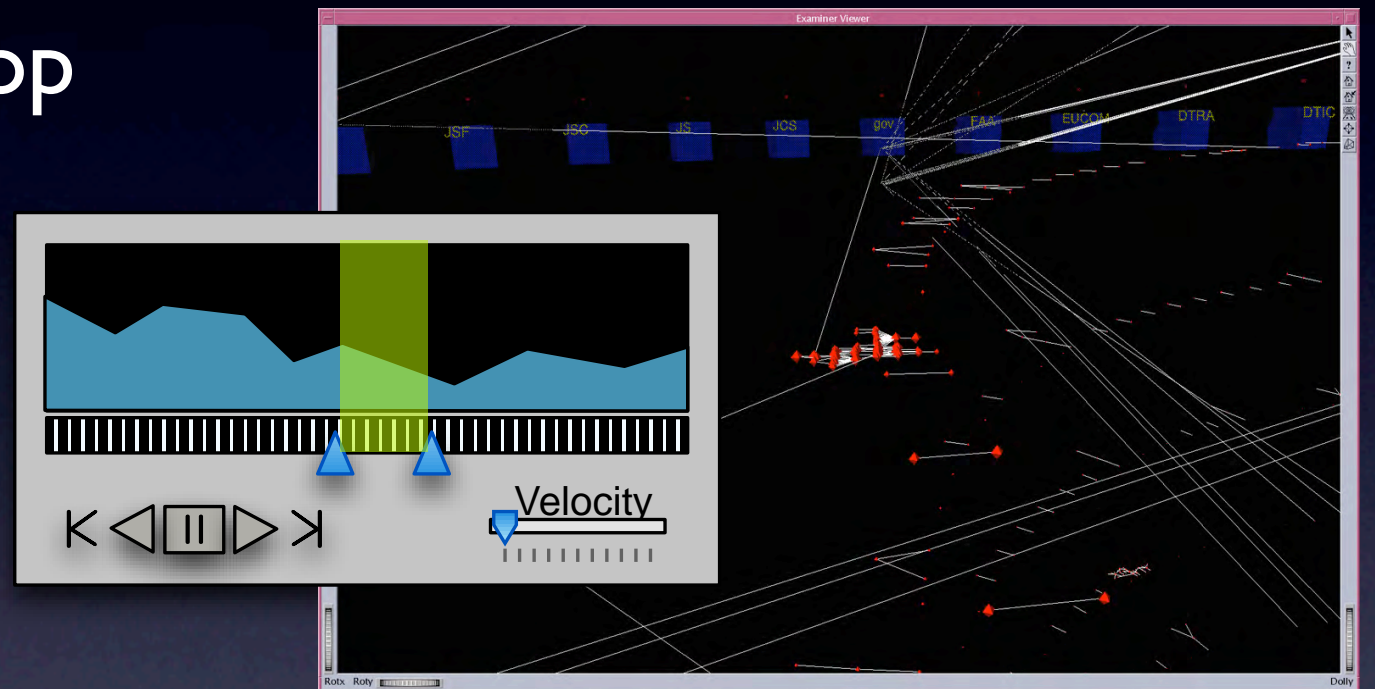 op
Examiner Viewer
JSF JSC JS JCS gov FAA EUCOM DTRA DTIC
?
Velocity
Rotx Roty Dolly